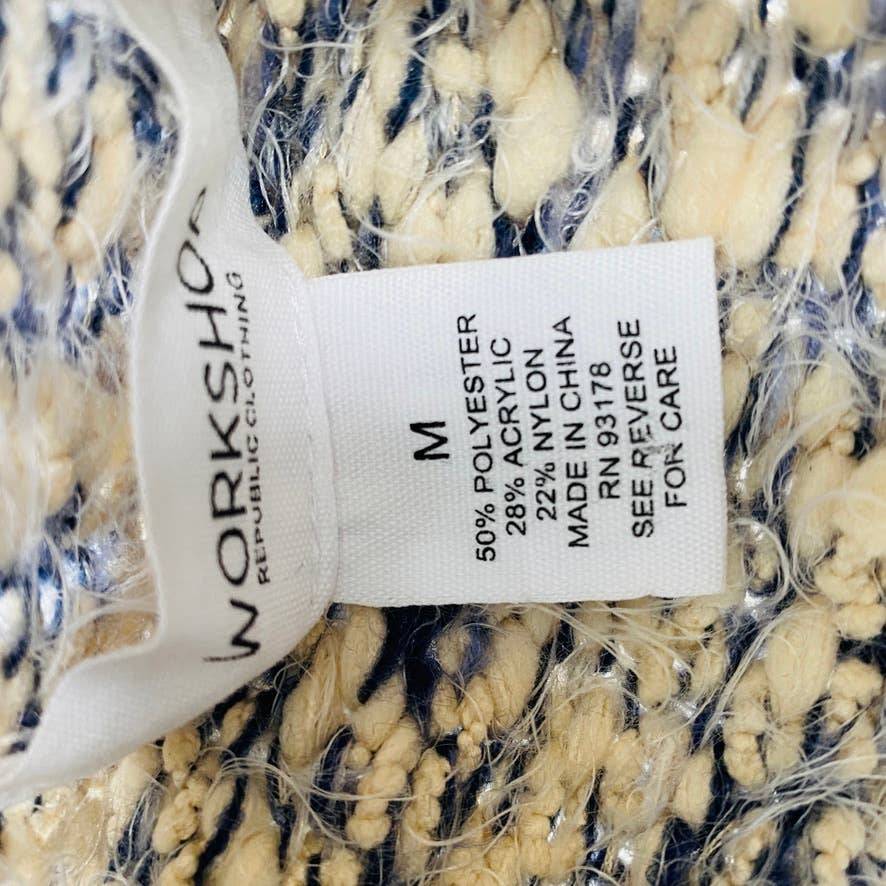 WORKSHOP
REPUBLIC CLOTHING
M
50% POLYESTER
28% ACRYLIC
22% NYLON
MADE IN CHINA
RN 93178
SEE REVERSE
FOR CARE